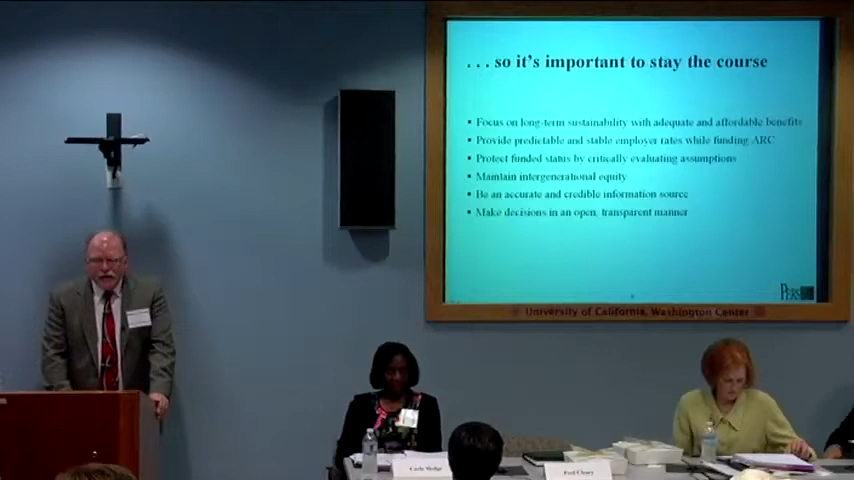 . . . so it's important to stay the course
▪ Focus on long-term sustainability with adequate and affordable benefits
▪ Provide predictable and stable employer rates while funding ARC
▪ Protect funded status by critically evaluating assumptions
▪ Maintain intergenerational equity
▪ Be an accurate and credible information source
▪ Make decisions in an open, transparent manner
PERS
University of California, Washington Center